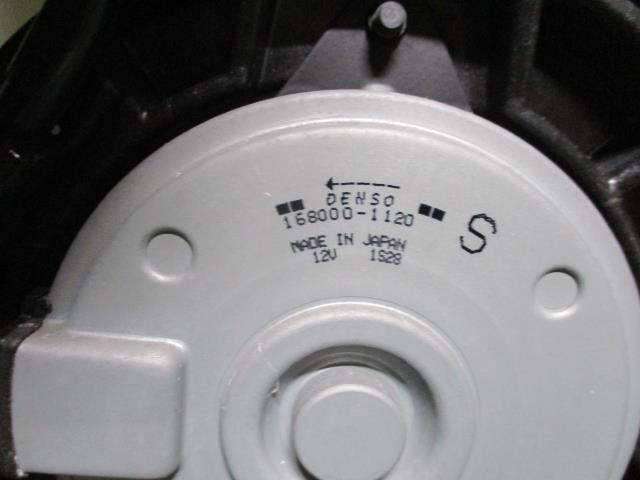 DENSO
168000-1120
S
MADE IN JAPAN
12V 1S28